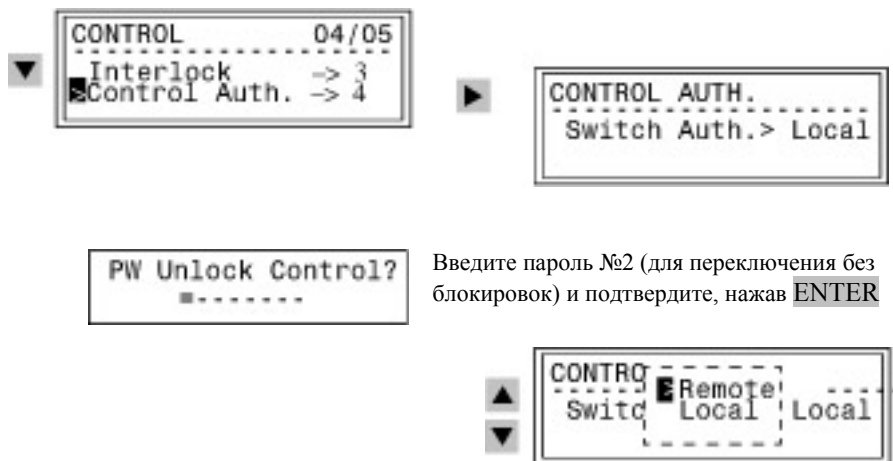 CONTROL 04/05
Interlock -> 3
>Control Auth. -> 4
CONTROL AUTH.
Switch Auth.> Local
PW Unlock Control?
Введите пароль №2 (для переключения без
блокировок) и подтвердите, нажав ENTER
CONTRO
>Remote
Switc Local Local